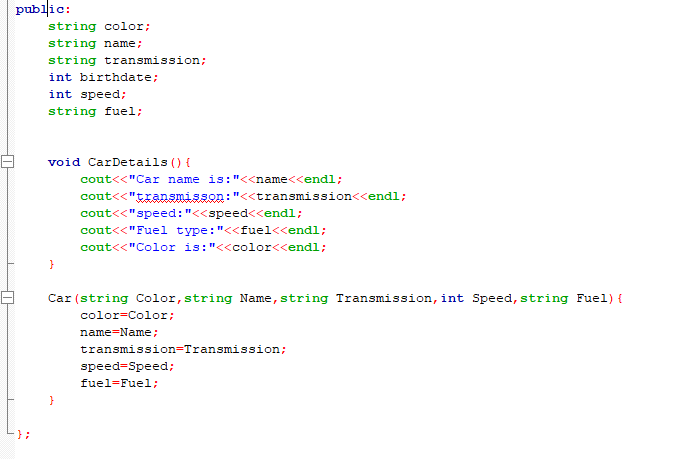 public:
string color;
string name;
string transmission;
int birthdate;
int speed;
string fuel;
void CarDetails(){
cout<<"Car name is:"<<name<<endl;
cout<<"transmisson:"<<transmission<<endl;
cout<<"speed:"<<speed<<endl;
cout<<"Fuel type:"<<fuel<<endl;
cout<<"Color is:"<<color<<endl;
}
Car(string Color,string Name,string Transmission,int Speed,string Fuel){
color=Color;
name=Name;
transmission=Transmission;
speed=Speed;
fuel=Fuel;
}
};